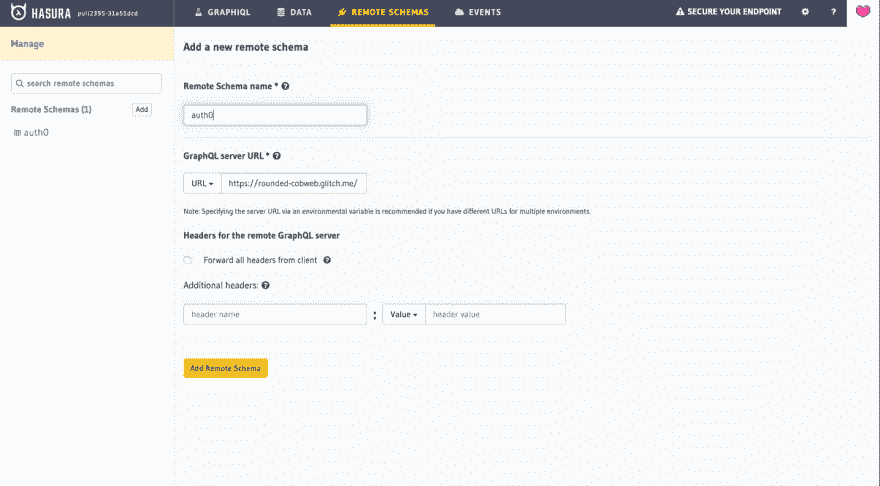 HASURA puli2395-31a51dcd GRAPHIQL DATA REMOTE SCHEMAS EVENTS SECURE YOUR ENDPOINT ?
Manage
search remote schemas
Remote Schemas (1) Add
auth0
Add a new remote schema
Remote Schema name * ?
auth0
GraphQL server URL * ?
URL https://rounded-cobweb.glitch.me/
Note: Specifying the server URL via an environmental variable is recommended if you have different URLs for multiple environments.
Headers for the remote GraphQL server
Forward all headers from client ?
Additional headers: ?
header name : Value header value
Add Remote Schema